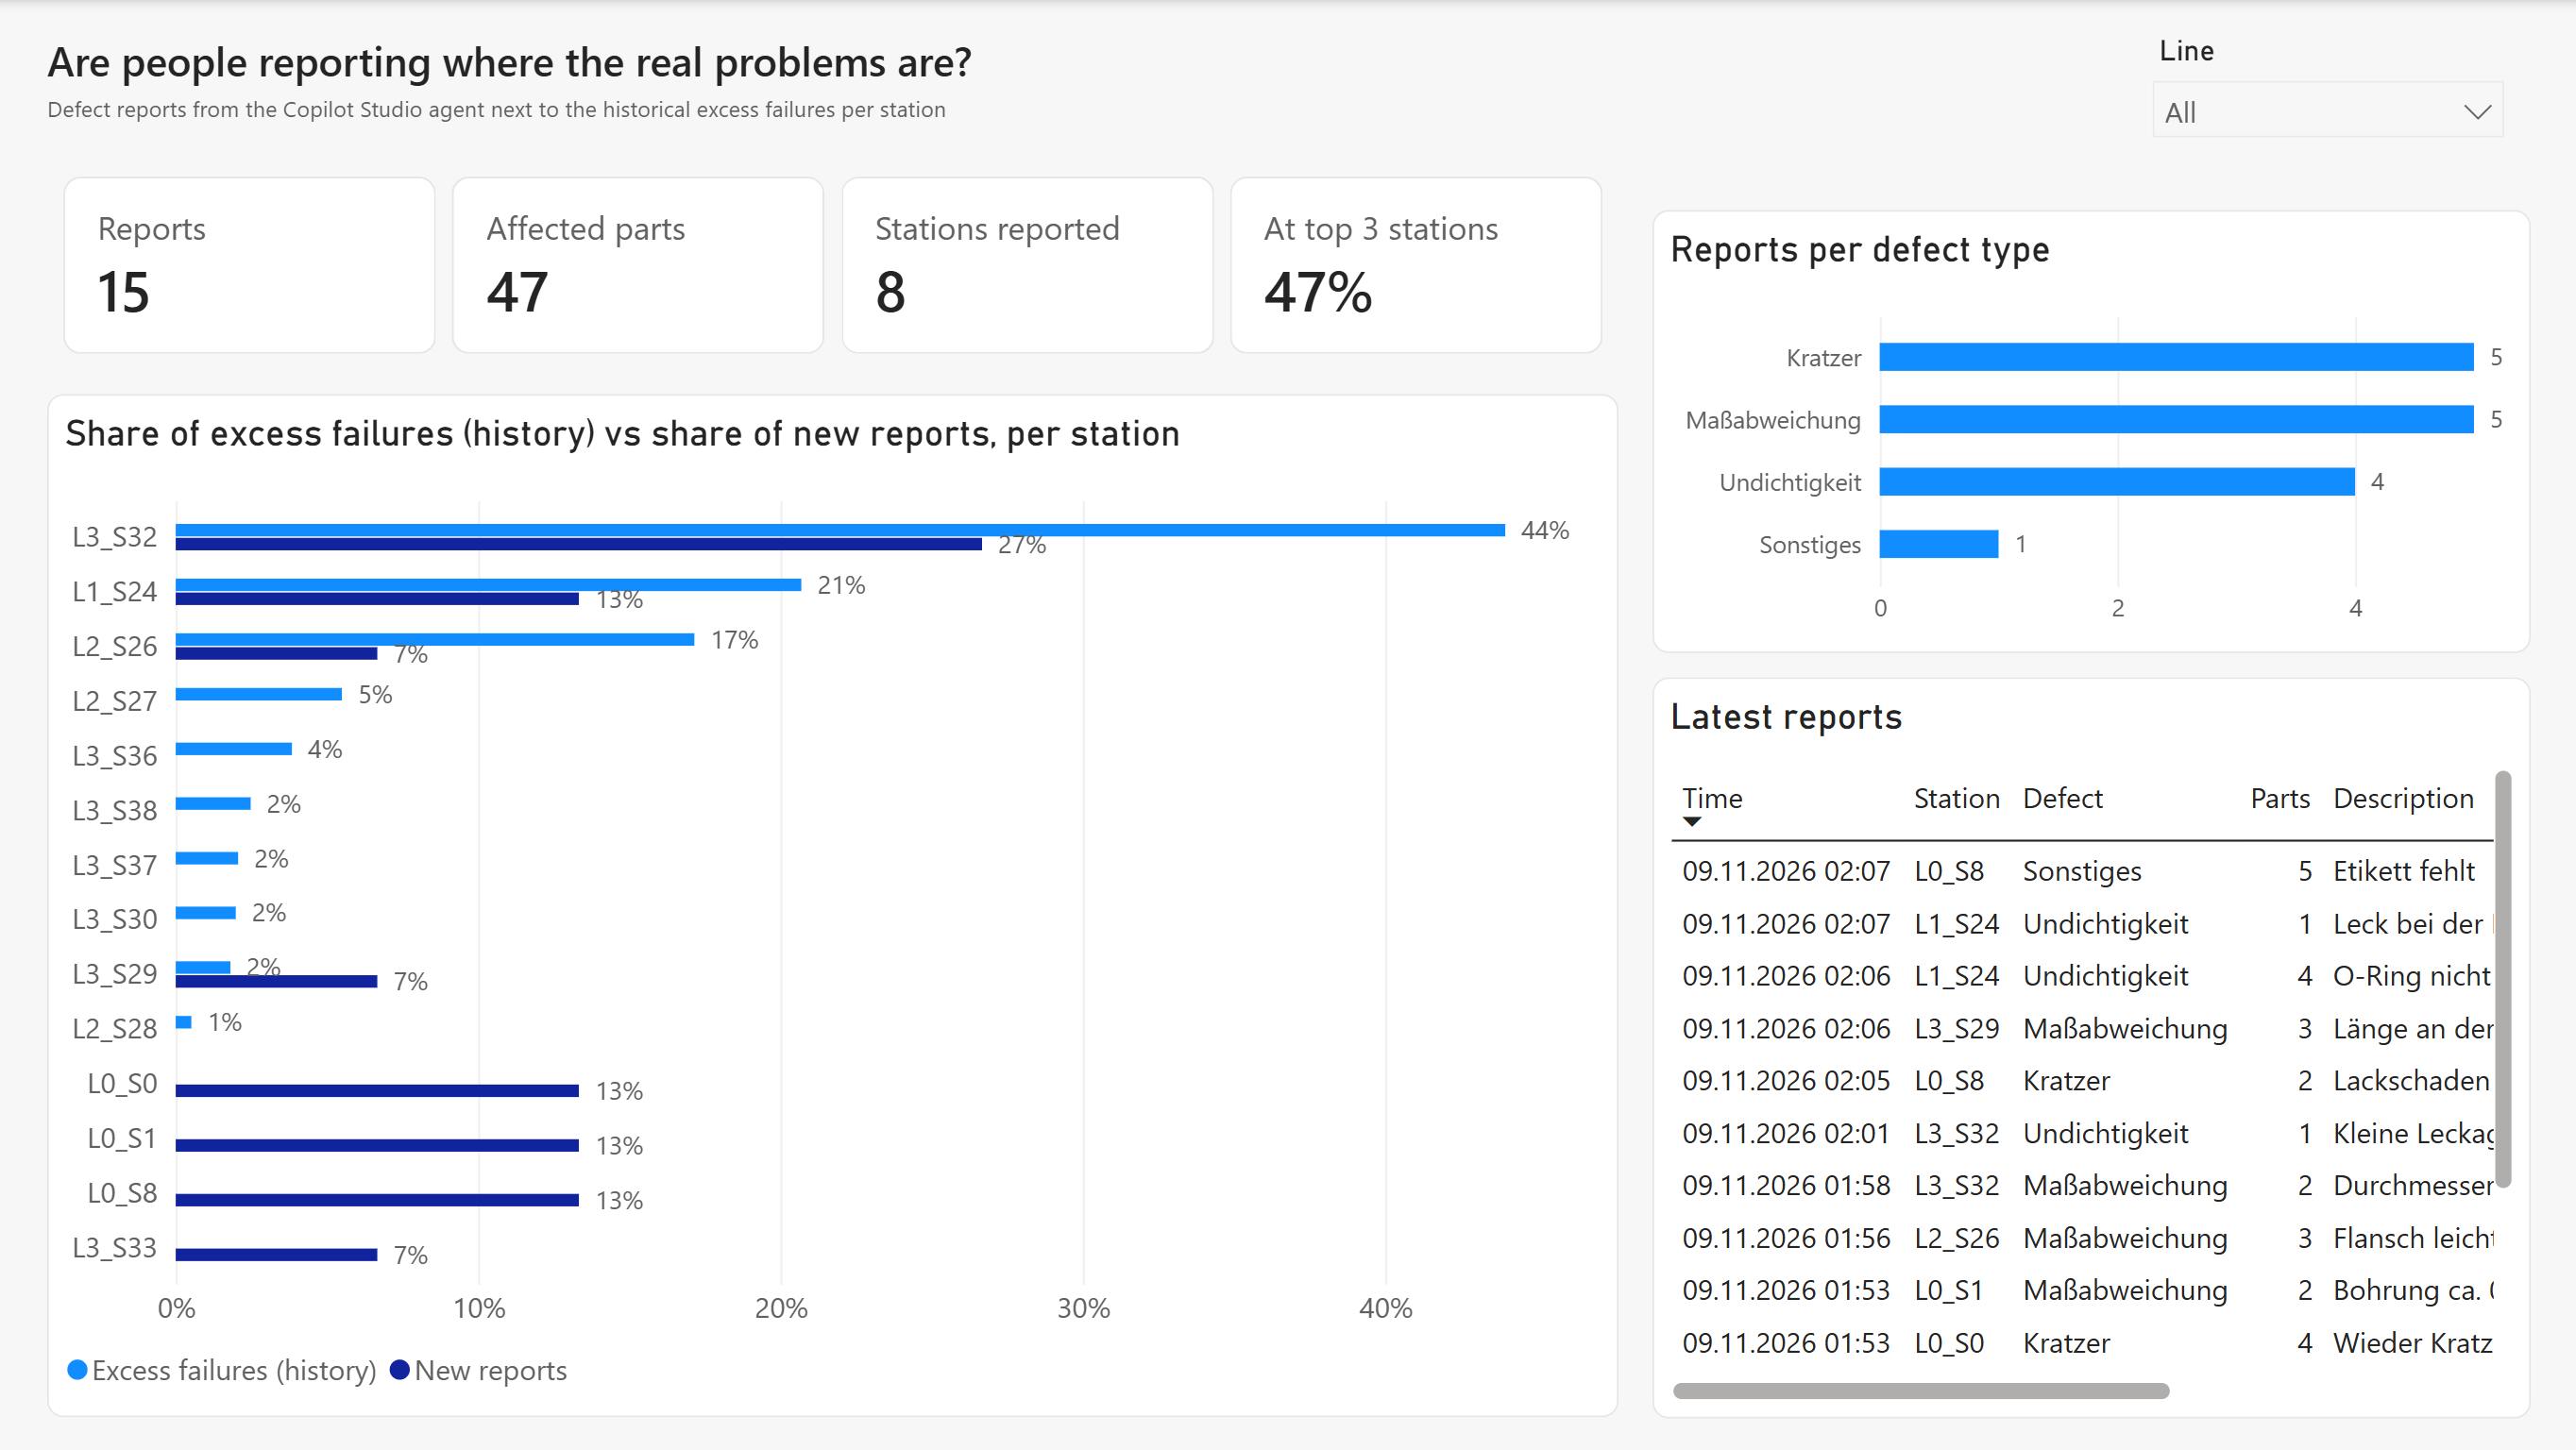 Are people reporting where the real problems are?
Defect reports from the Copilot Studio agent next to the historical excess failures per station
Line
All
Reports
15
Affected parts
47
Stations reported
8
At top 3 stations
47%
Share of excess failures (history) vs share of new reports, per station
L3_S32 44% 27%
L1_S24 21% 13%
L2_S26 17% 7%
L2_S27 5%
L3_S36 4%
L3_S38 2%
L3_S37 2%
L3_S30 2%
L3_S29 2% 7%
L2_S28 1%
L0_S0 13%
L0_S1 13%
L0_S8 13%
L3_S33 7%
0% 10% 20% 30% 40%
Excess failures (history) New reports
Reports per defect type
Kratzer 5
Maßabweichung 5
Undichtigkeit 4
Sonstiges 1
0 2 4
Latest reports
Time Station Defect Parts Description
09.11.2026 02:07 L0_S8 Sonstiges 5 Etikett fehlt
09.11.2026 02:07 L1_S24 Undichtigkeit 1 Leck bei der
09.11.2026 02:06 L1_S24 Undichtigkeit 4 O-Ring nicht
09.11.2026 02:06 L3_S29 Maßabweichung 3 Länge an der
09.11.2026 02:05 L0_S8 Kratzer 2 Lackschaden
09.11.2026 02:01 L3_S32 Undichtigkeit 1 Kleine
09.11.2026 01:58 L3_S32 Maßabweichung 2 Durchmesser
09.11.2026 01:56 L2_S26 Maßabweichung 3 Flansch
09.11.2026 01:53 L0_S1 Maßabweichung 2 Bohrung ca.
09.11.2026 01:53 L0_S0 Kratzer 4 Wieder Kratz